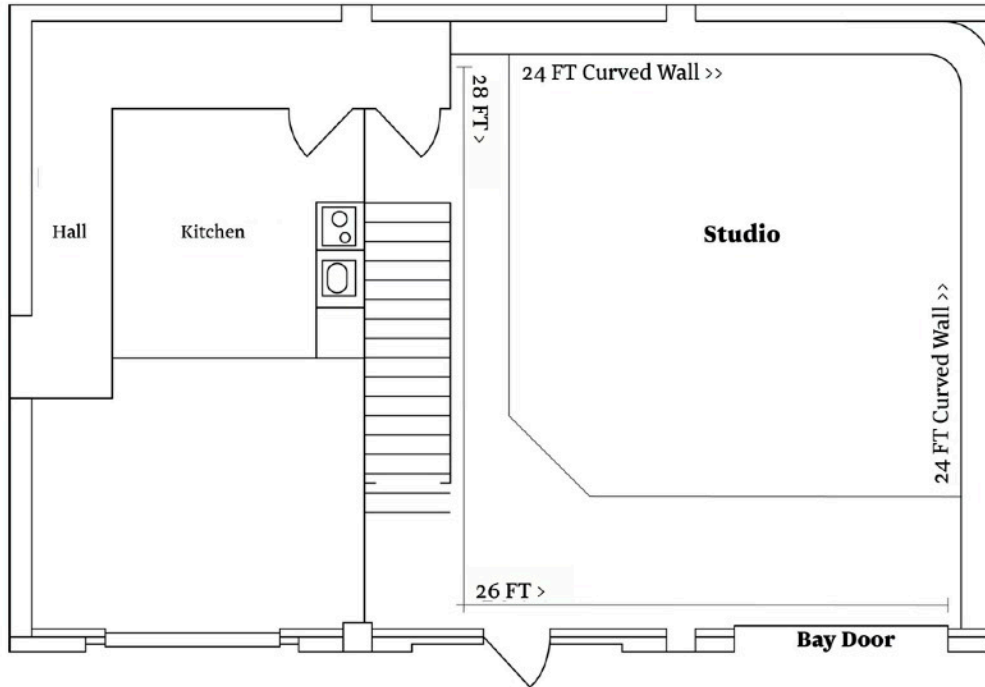 24 FT Curved Wall >>
28 FT >
Hall
Kitchen
Studio
24 FT Curved Wall >>
26 FT >
Bay Door